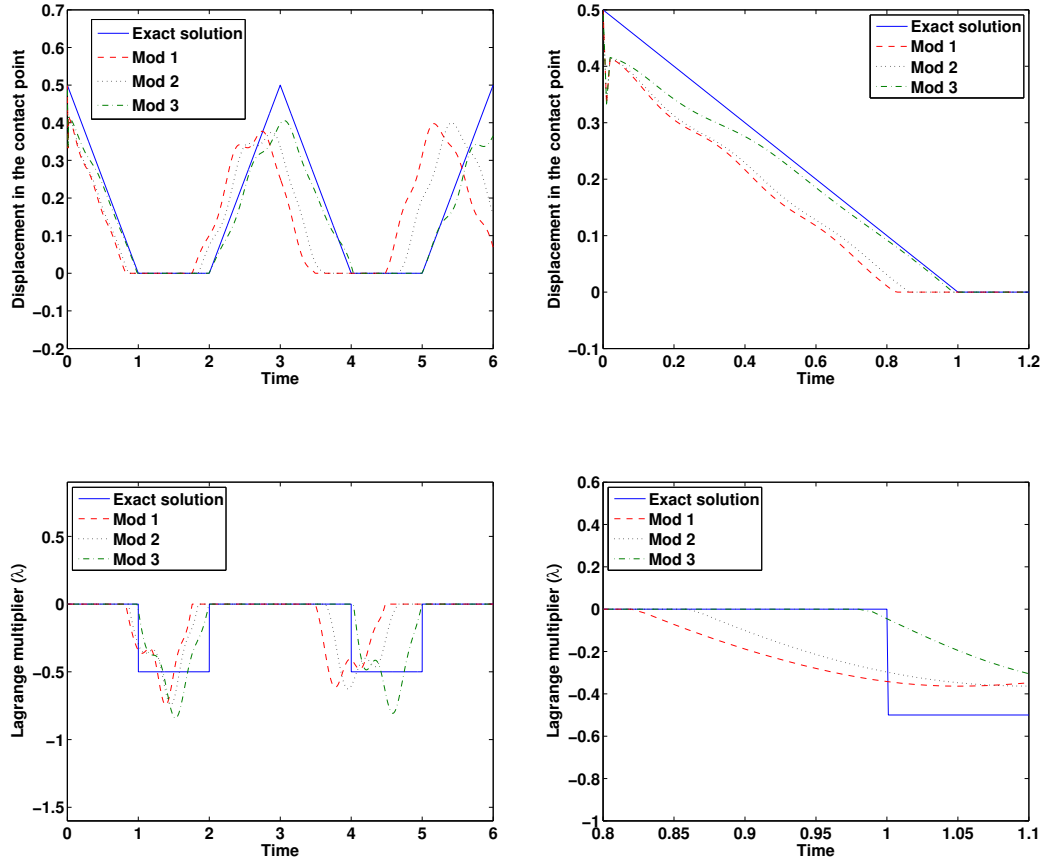 0.7
0.6
0.5
0.4
0.3
0.2
0.1
0
−0.1
−0.2
0 1 2 3 4 5 6
Time
Displacement in the contact point
Exact solution
Mod 1
Mod 2
Mod 3
0.5
0.4
0.3
0.2
0.1
0
−0.1
0 0.2 0.4 0.6 0.8 1 1.2
Time
Displacement in the contact point
Exact solution
Mod 1
Mod 2
Mod 3
0.5
0
−0.5
−1
−1.5
0 1 2 3 4 5 6
Time
Lagrange multiplier (λ)
Exact solution
Mod 1
Mod 2
Mod 3
0.6
0.4
0.2
0
−0.2
−0.4
−0.6
−0.8
−1
0.8 0.85 0.9 0.95 1 1.05 1.1
Time
Lagrange multiplier (λ)
Exact solution
Mod 1
Mod 2
Mod 3